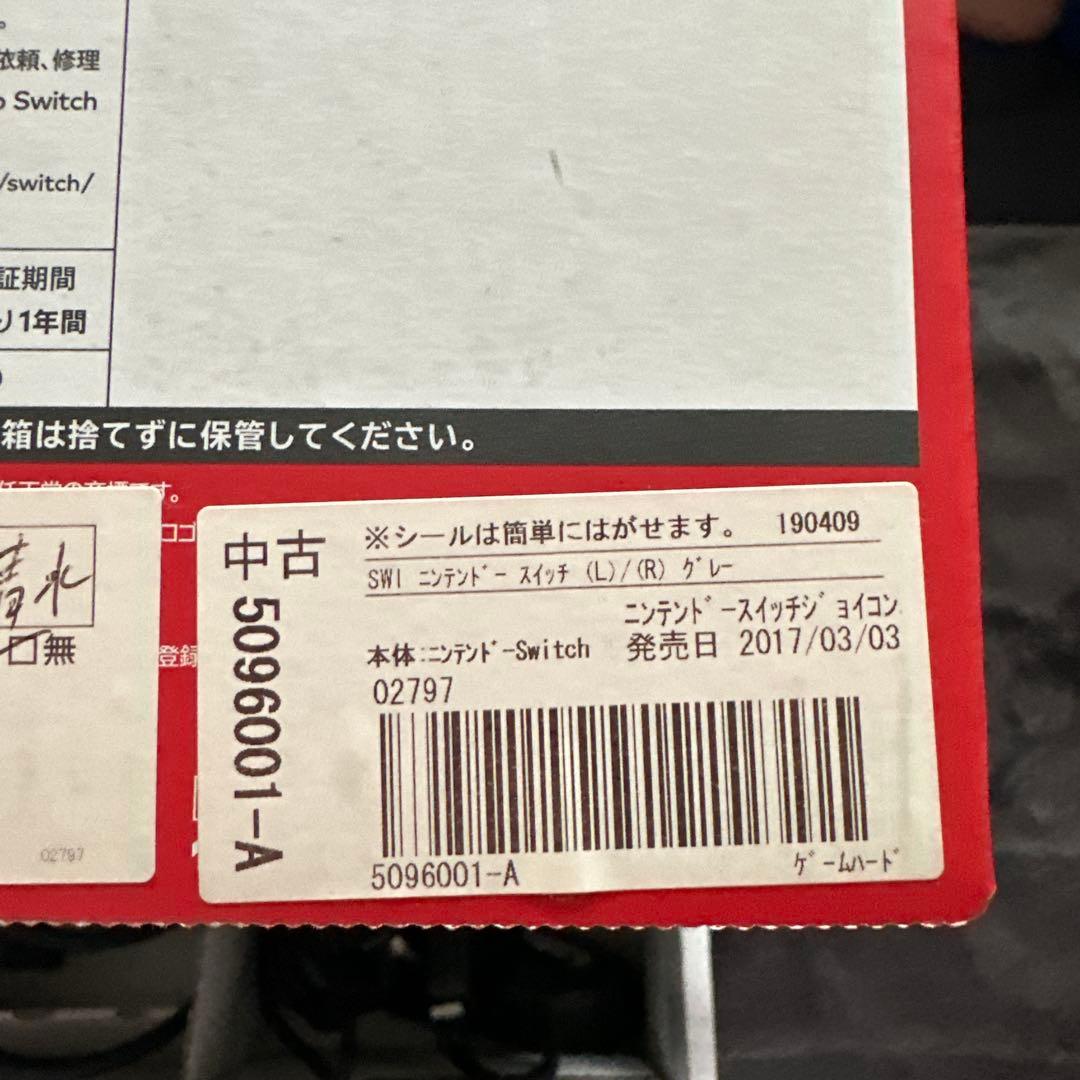 依頼、修理
Switch
/switch/
証期間
り1年間
箱は捨てずに保管してください。
清水
無
登録
02797
中古
5096001-A
※シールは簡単にはがせます。 190409
SWI ニンテンドー スイッチ (L)/(R) グレー
ニンテンドースイッチジョイコン
本体:ニンテンドーSwitch 発売日 2017/03/03
02797
5096001-A
ゲームハード